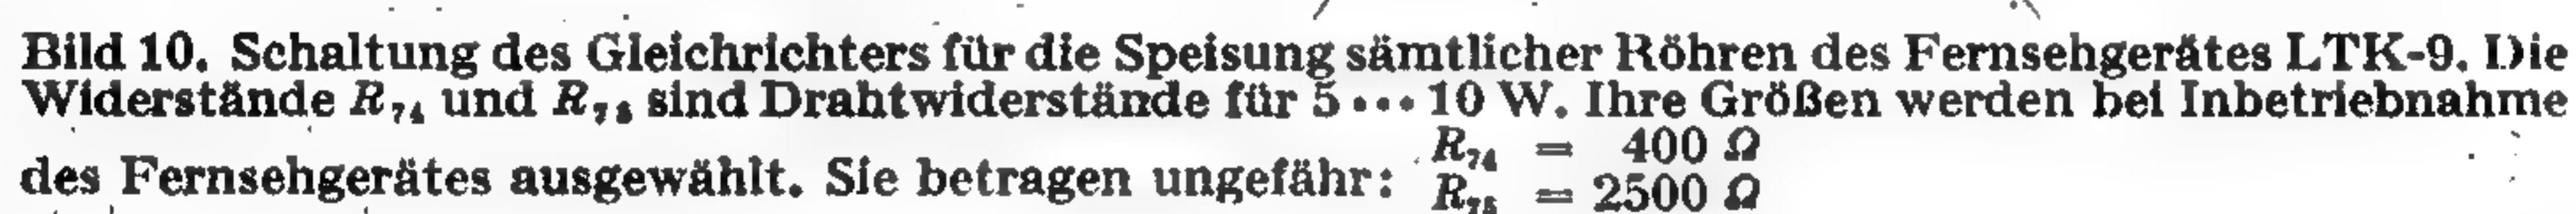 Bild 10. Schaltung des Gleichrichters für die Speisung sämtlicher Röhren des Fernsehgerätes LTK-9. Die
Widerstände R₇₄ und R₇₅ sind Drahtwiderstände für 5 ••• 10 W. Ihre Größen werden bei Inbetriebnahme
des Fernsehgerätes ausgewählt. Sie betragen ungefähr:
R₇₄ = 400 Ω
R₇₅ = 2500 Ω